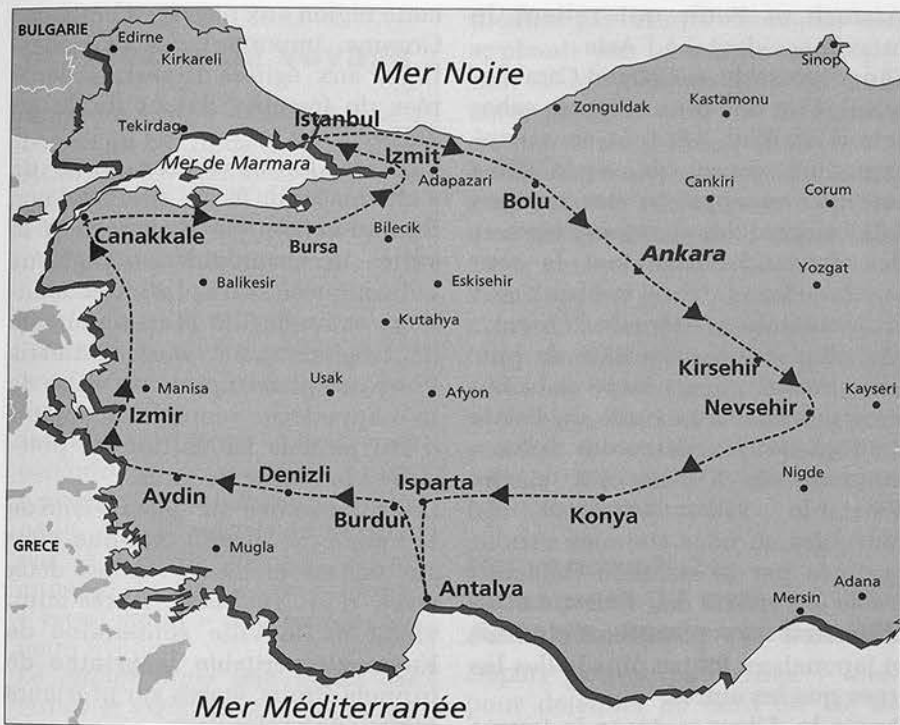 BULGARIE
Edirne
Kirkareli
Mer Noire
Sinop
Zonguldak
Kastamonu
Tekirdag
Istanbul
Mer de Marmara
Izmit
Adapazari
Bolu
Cankiri
Corum
Canakkale
Bursa
Bilecik
Ankara
Balikesir
Eskisehir
Yozgat
Kutahya
Kirsehir
Manisa
Usak
Afyon
Kayseri
Izmir
Nevsehir
Denizli
Isparta
Nigde
Aydin
Burdur
Konya
GRECE
Mugla
Antalya
Adana
Mersin
Mer Méditerranée